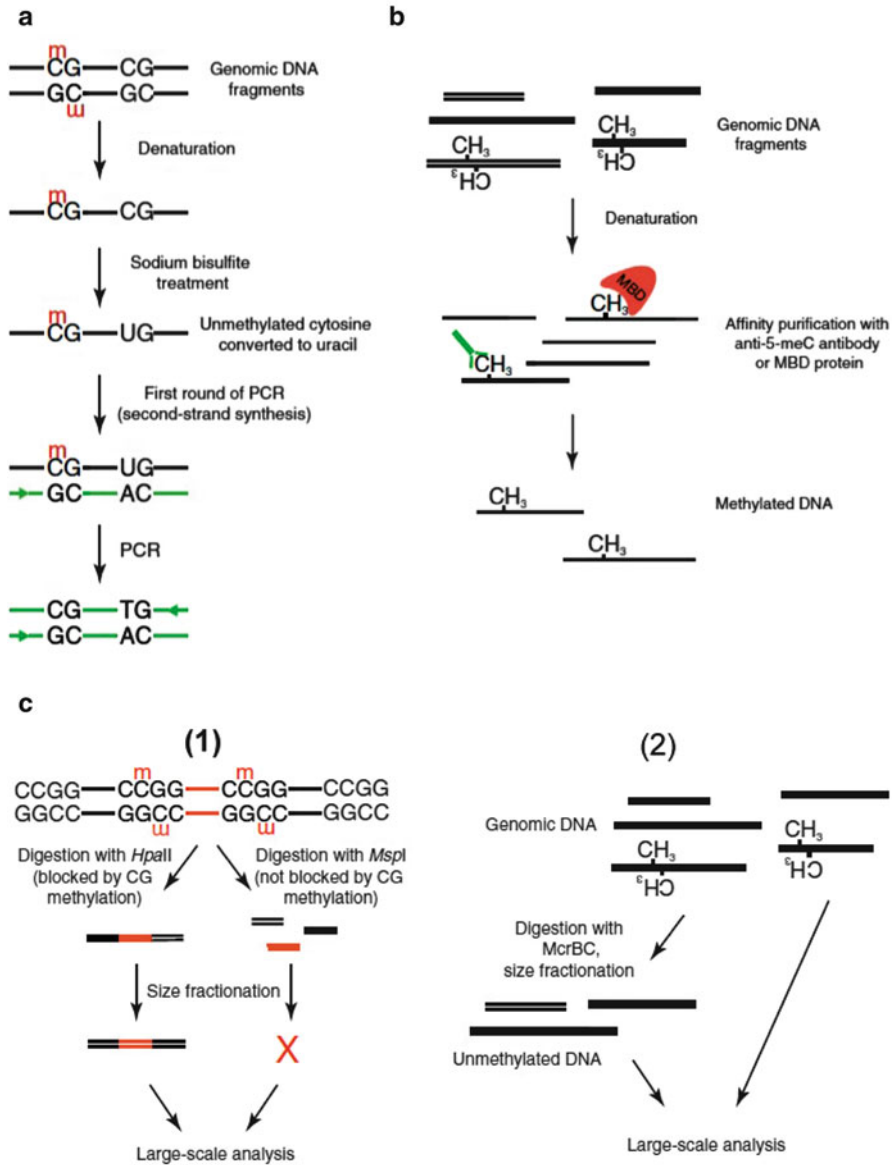 a
m
CG CG
GC GC
m
Genomic DNA
fragments
Denaturation
m
CG CG
Sodium bisulfite
treatment
m
CG UG
Unmethylated cytosine
converted to uracil
First round of PCR
(second-strand synthesis)
m
CG UG
GC AC
PCR
CG TG
GC AC
b
CH3
CH3
CH3
CH3
Genomic DNA
fragments
Denaturation
MBD
CH3
CH3
Affinity purification with
anti-5-meC antibody
or MBD protein
CH3
CH3
Methylated DNA
c
(1)
m m
CCGG CCGG CCGG CCGG
GGCC GGCC GGCC GGCC
m m
Digestion with HpaII
(blocked by CG
methylation)
Digestion with MspI
(not blocked by CG
methylation)
Size fractionation
X
Large-scale analysis
(2)
Genomic DNA
CH3
CH3
CH3
CH3
Digestion with
McrBC,
size fractionation
Unmethylated DNA
Large-scale analysis